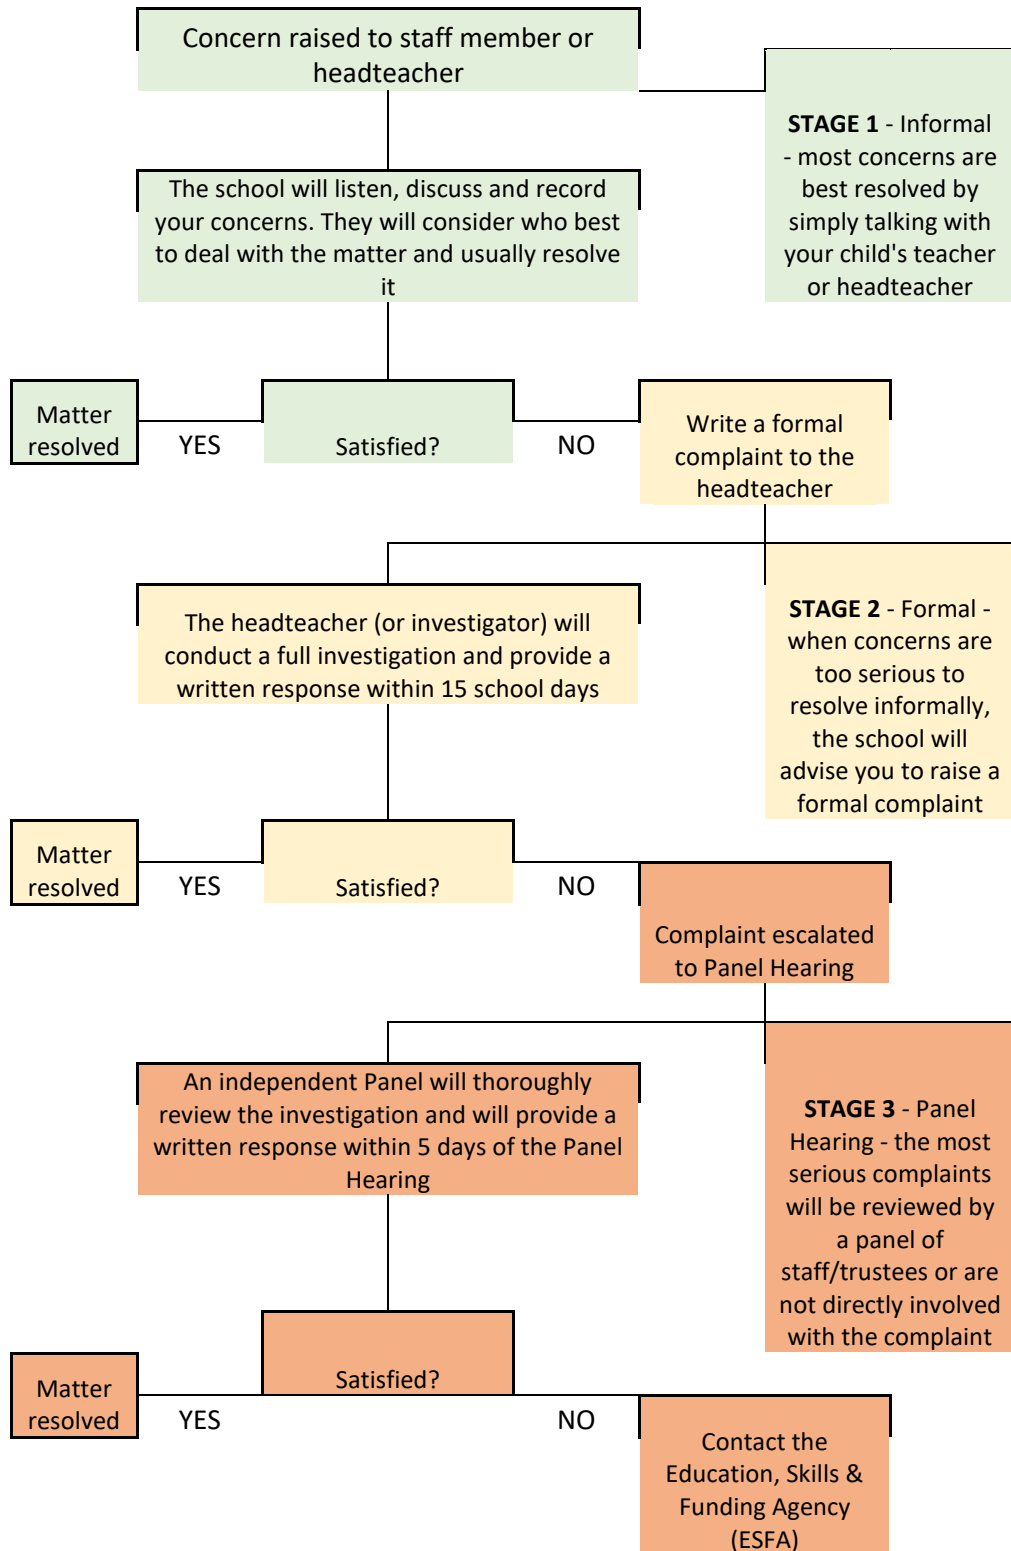 Concern raised to staff member or
headteacher
STAGE 1 - Informal
- most concerns are
best resolved by
simply talking with
your child's teacher
or headteacher
The school will listen, discuss and record
your concerns. They will consider who best
to deal with the matter and usually resolve
it
Matter
resolved
YES
Satisfied?
NO
Write a formal
complaint to the
headteacher
The headteacher (or investigator) will
conduct a full investigation and provide a
written response within 15 school days
STAGE 2 - Formal -
when concerns are
too serious to
resolve informally,
the school will
advise you to raise a
formal complaint
Matter
resolved
YES
Satisfied?
NO
Complaint escalated
to Panel Hearing
An independent Panel will thoroughly
review the investigation and will provide a
written response within 5 days of the Panel
Hearing
STAGE 3 - Panel
Hearing - the most
serious complaints
will be reviewed by
a panel of
staff/trustees or are
not directly involved
with the complaint
Matter
resolved
YES
Satisfied?
NO
Contact the
Education, Skills &
Funding Agency
(ESFA)